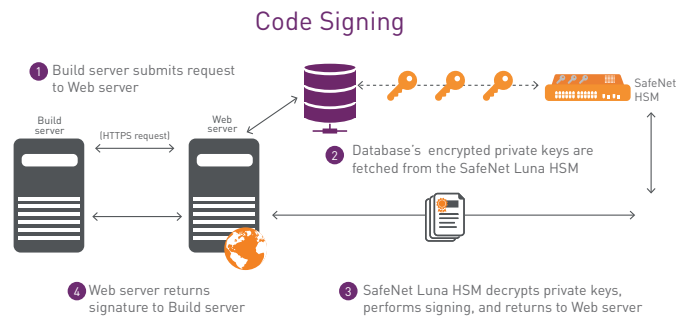 Code Signing
1 Build server submits request
to Web server
SafeNet
HSM
Build
server
(HTTPS request)
Web
server
2 Database's encrypted private keys are
fetched from the SafeNet Luna HSM
4 Web server returns
signature to Build server
3 SafeNet Luna HSM decrypts private keys,
performs signing, and returns to Web server